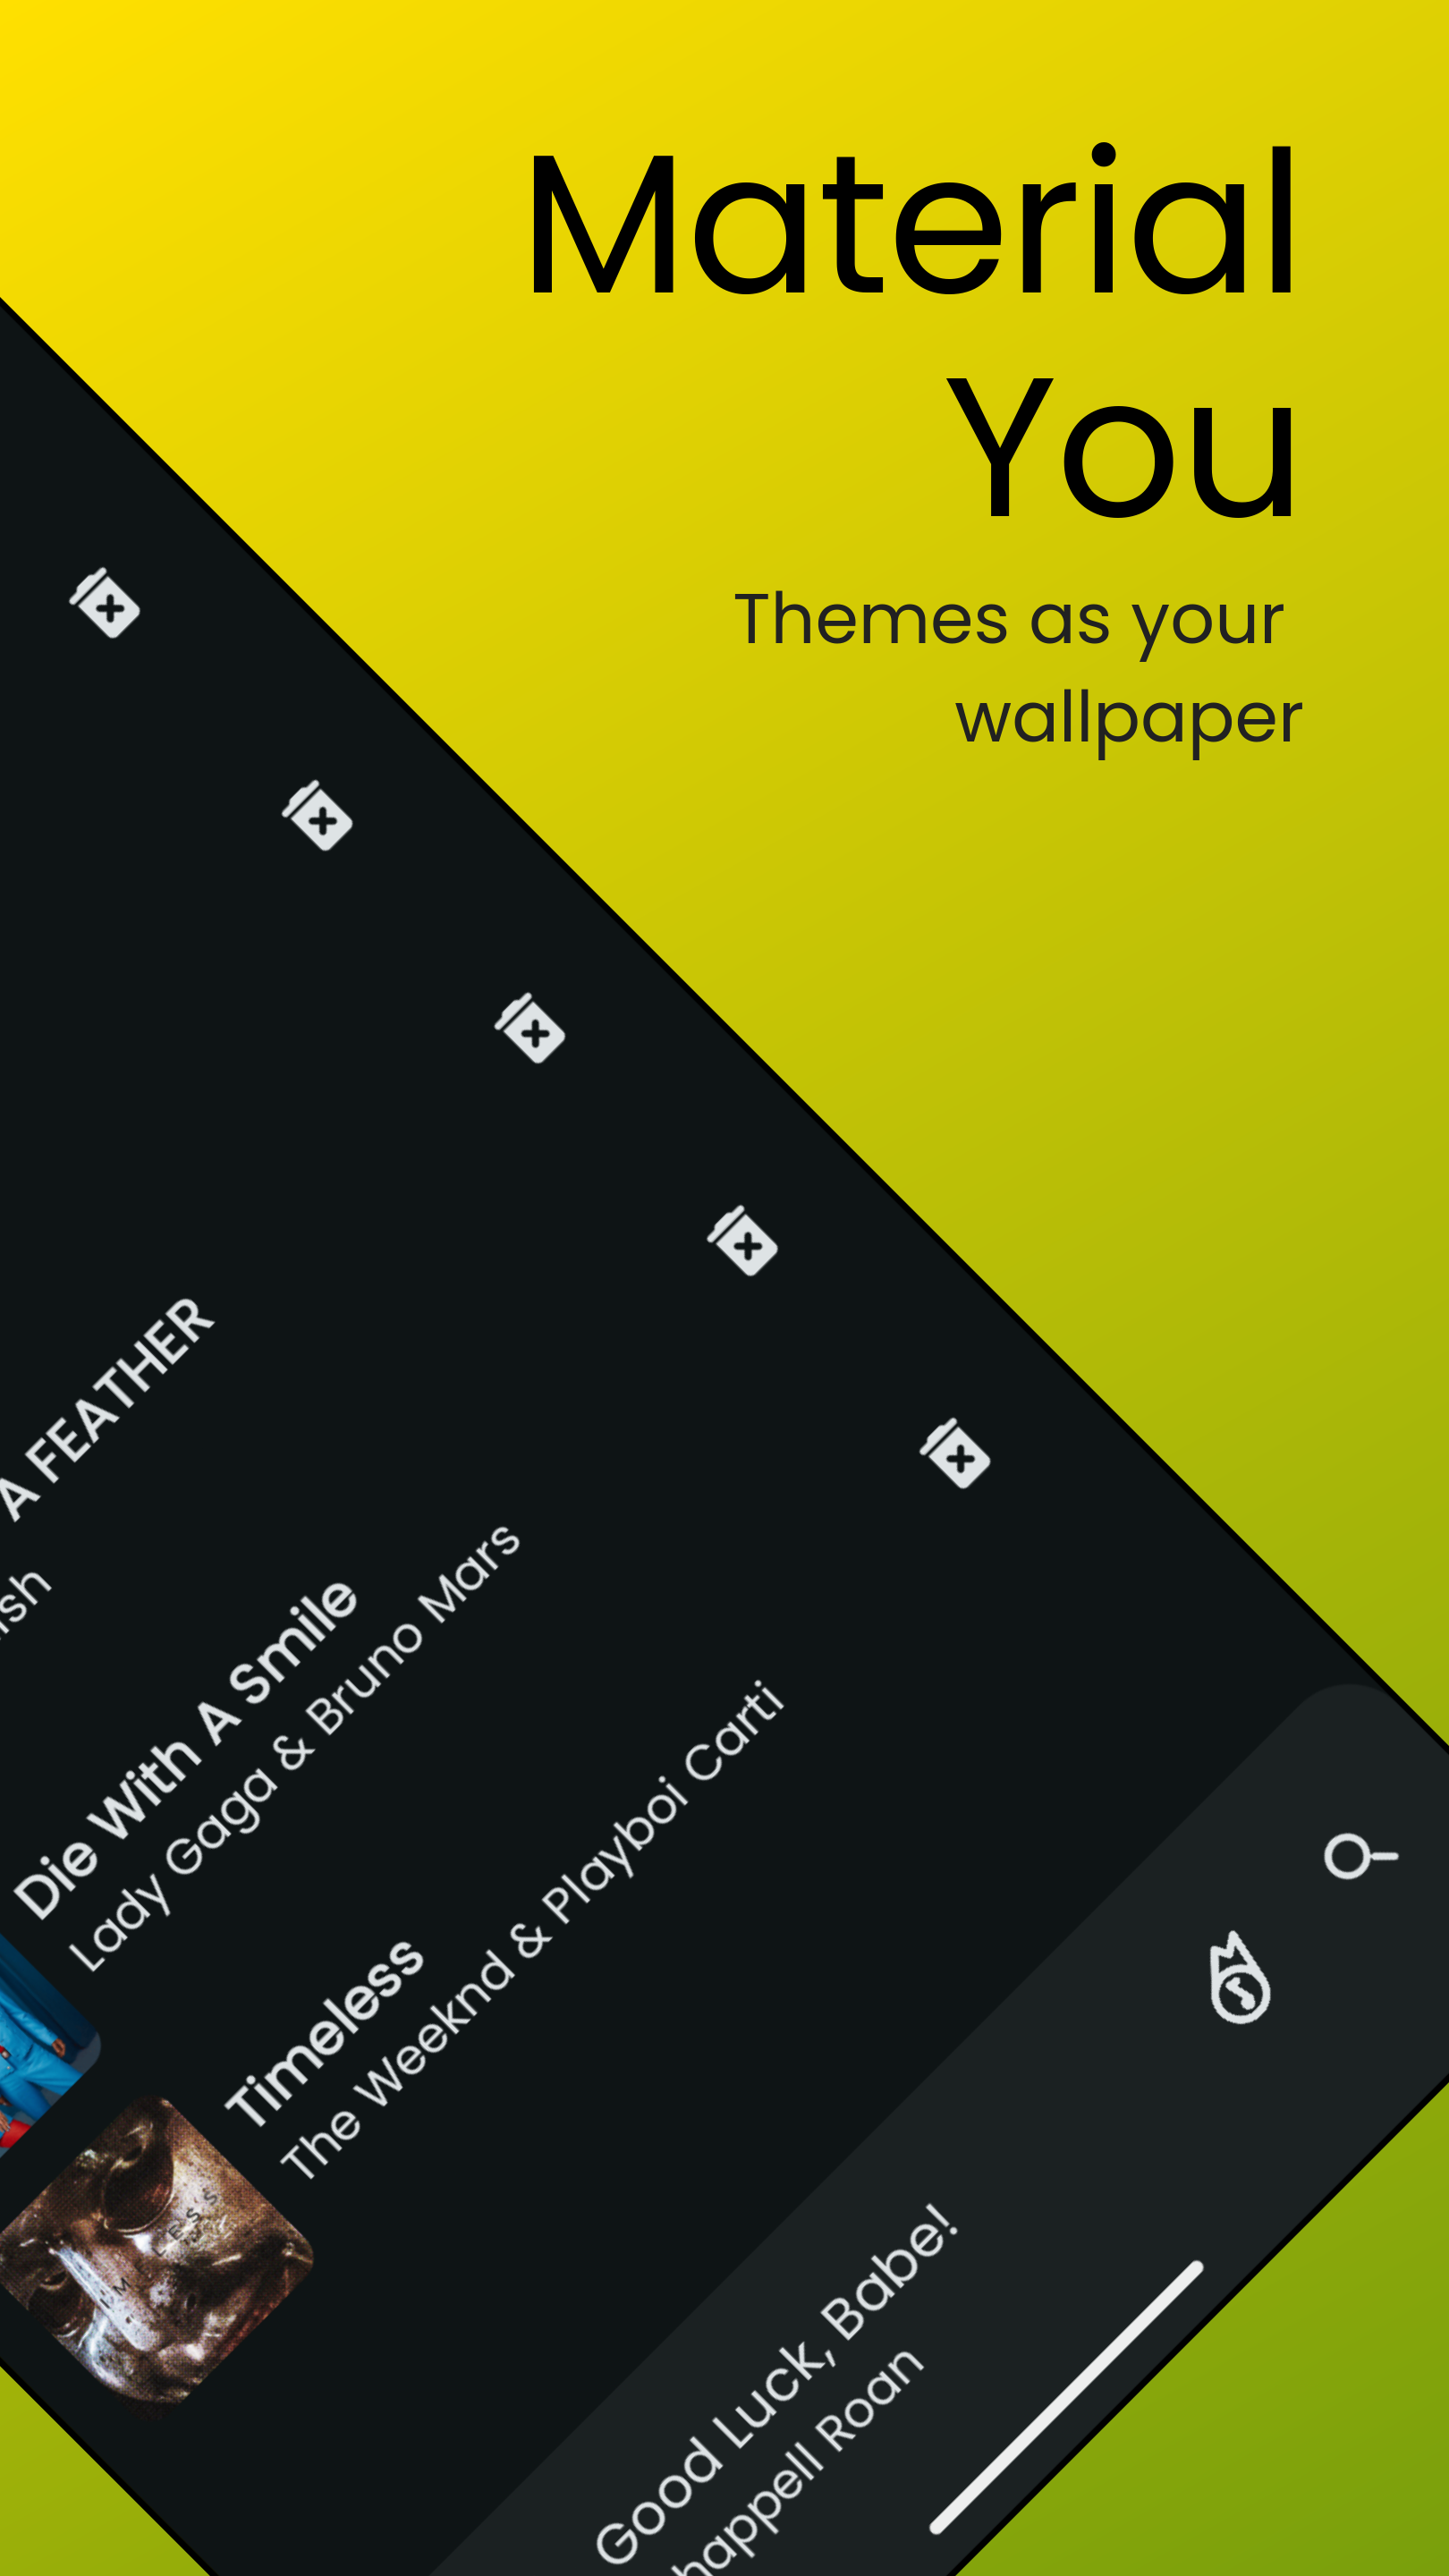 Material
You
Themes as your
wallpaper
A FEATHER
ish
Die With A Smile
Lady Gaga & Bruno Mars
Timeless
The Weeknd & Playboi Carti
Good Luck, Babe!
happell Roan